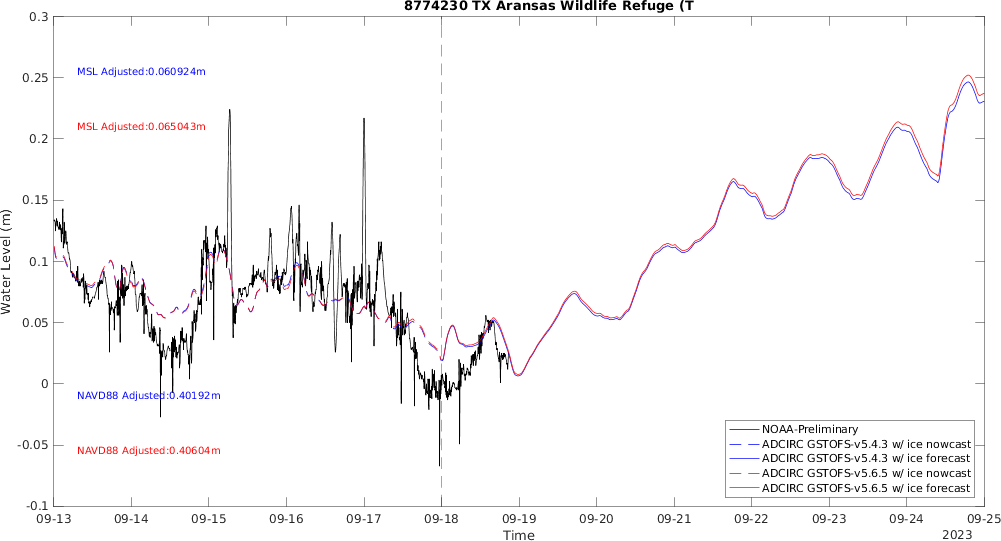 8774230 TX Aransas Wildlife Refuge (T
0.3
0.25
0.2
0.15
0.1
0.05
0
-0.05
-0.1
Water Level (m)
MSL Adjusted:0.060924m
MSL Adjusted:0.065043m
NAVD88 Adjusted:0.40192m
NAVD88 Adjusted:0.40604m
NOAA-Preliminary
ADCIRC GSTOFS-v5.4.3 w/ ice nowcast
ADCIRC GSTOFS-v5.4.3 w/ ice forecast
ADCIRC GSTOFS-v5.6.5 w/ ice nowcast
ADCIRC GSTOFS-v5.6.5 w/ ice forecast
09-13 09-14 09-15 09-16 09-17 09-18 09-19 09-20 09-21 09-22 09-23 09-24 09-25
Time
2023